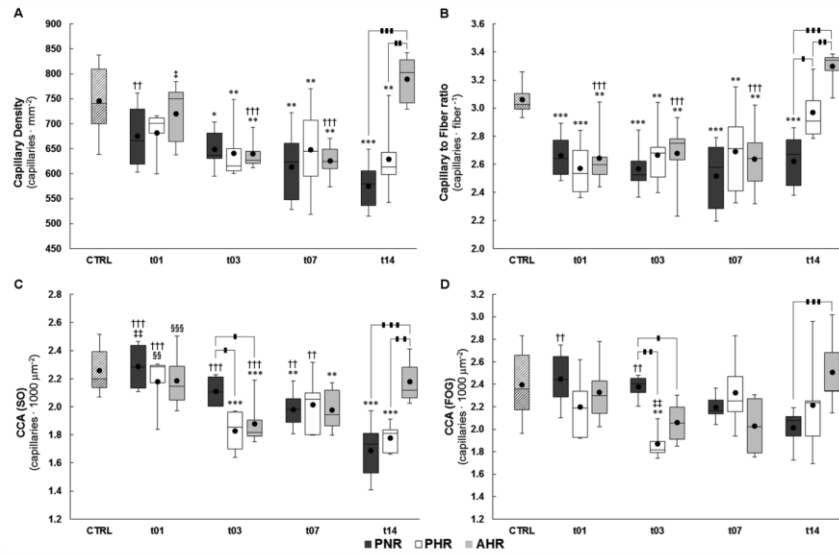 A
B
Capillary Density
(capillaries · mm⁻²)
900
850
800
750
700
650
600
550
500
450
†† ‡ * ** *** ††† ** ** ** ††† ** *** **
CTRL t01 t03 t07 t14
Capillary to Fiber ratio
(capillaries · fiber⁻¹)
3.6
3.4
3.2
3.0
2.8
2.6
2.4
2.2
2.0
*** *** ††† ** *** ** ††† ** *** ** ††† ** ***
CTRL t01 t03 t07 t14
C
D
CCA (SO)
(capillaries · 1000 µm⁻²)
2.8
2.6
2.4
2.2
2.0
1.8
1.6
1.4
1.2
††† ‡‡ ††† §§ §§§ ††† *** ††† *** †† ** †† ** *** ***
CTRL t01 t03 t07 t14
CCA (FOG)
(capillaries · 1000 µm⁻²)
3.2
3.0
2.8
2.6
2.4
2.2
2.0
1.8
1.6
1.4
1.2
†† †† ‡‡ ** †
CTRL t01 t03 t07 t14
PNR PHR AHR